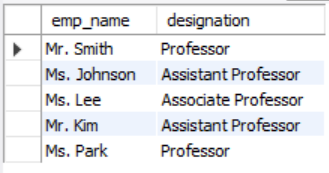 emp_name designation
Mr. Smith Professor
Ms. Johnson Assistant Professor
Ms. Lee Associate Professor
Mr. Kim Assistant Professor
Ms. Park Professor